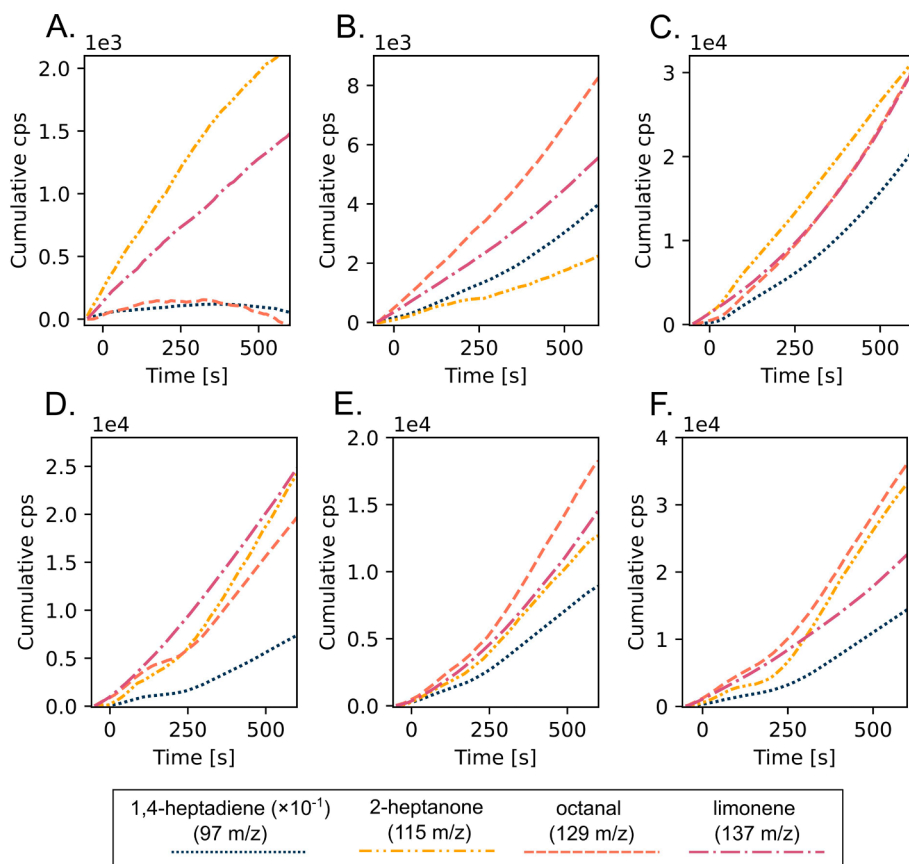 A.
1e3
2.0
1.5
1.0
0.5
0.0
Cumulative cps
0 250 500
Time [s]
B.
1e3
8
6
4
2
0
Cumulative cps
0 250 500
Time [s]
C.
1e4
3
2
1
0
Cumulative cps
0 250 500
Time [s]
D.
1e4
2.5
2.0
1.5
1.0
0.5
0.0
Cumulative cps
0 250 500
Time [s]
E.
1e4
2.0
1.5
1.0
0.5
0.0
Cumulative cps
0 250 500
Time [s]
F.
1e4
4
3
2
1
0
Cumulative cps
0 250 500
Time [s]
1,4-heptadiene (×10⁻¹) 2-heptanone octanal limonene
(97 m/z) (115 m/z) (129 m/z) (137 m/z)